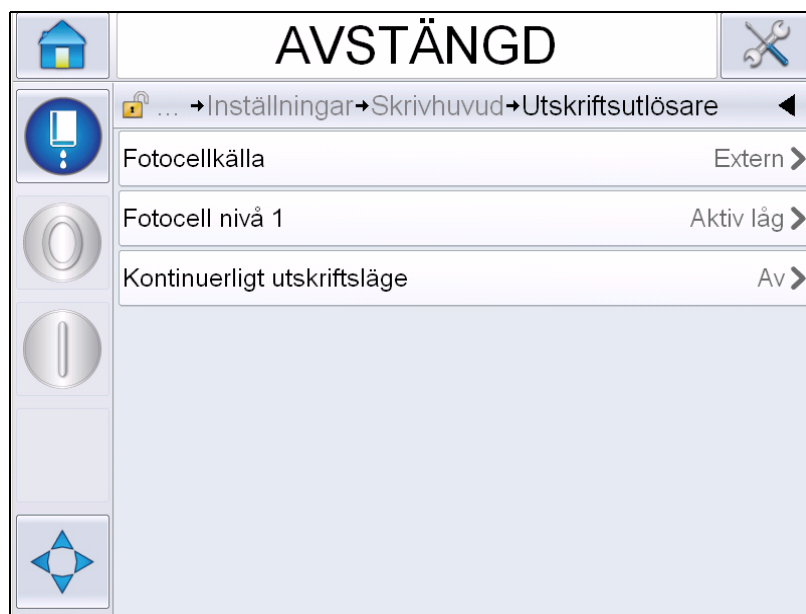 AVSTÄNGD
... →Inställningar→Skrivhuvud→Utskriftsutlösare
Fotocellkälla Extern
Fotocell nivå 1 Aktiv låg
Kontinuerligt utskriftsläge Av